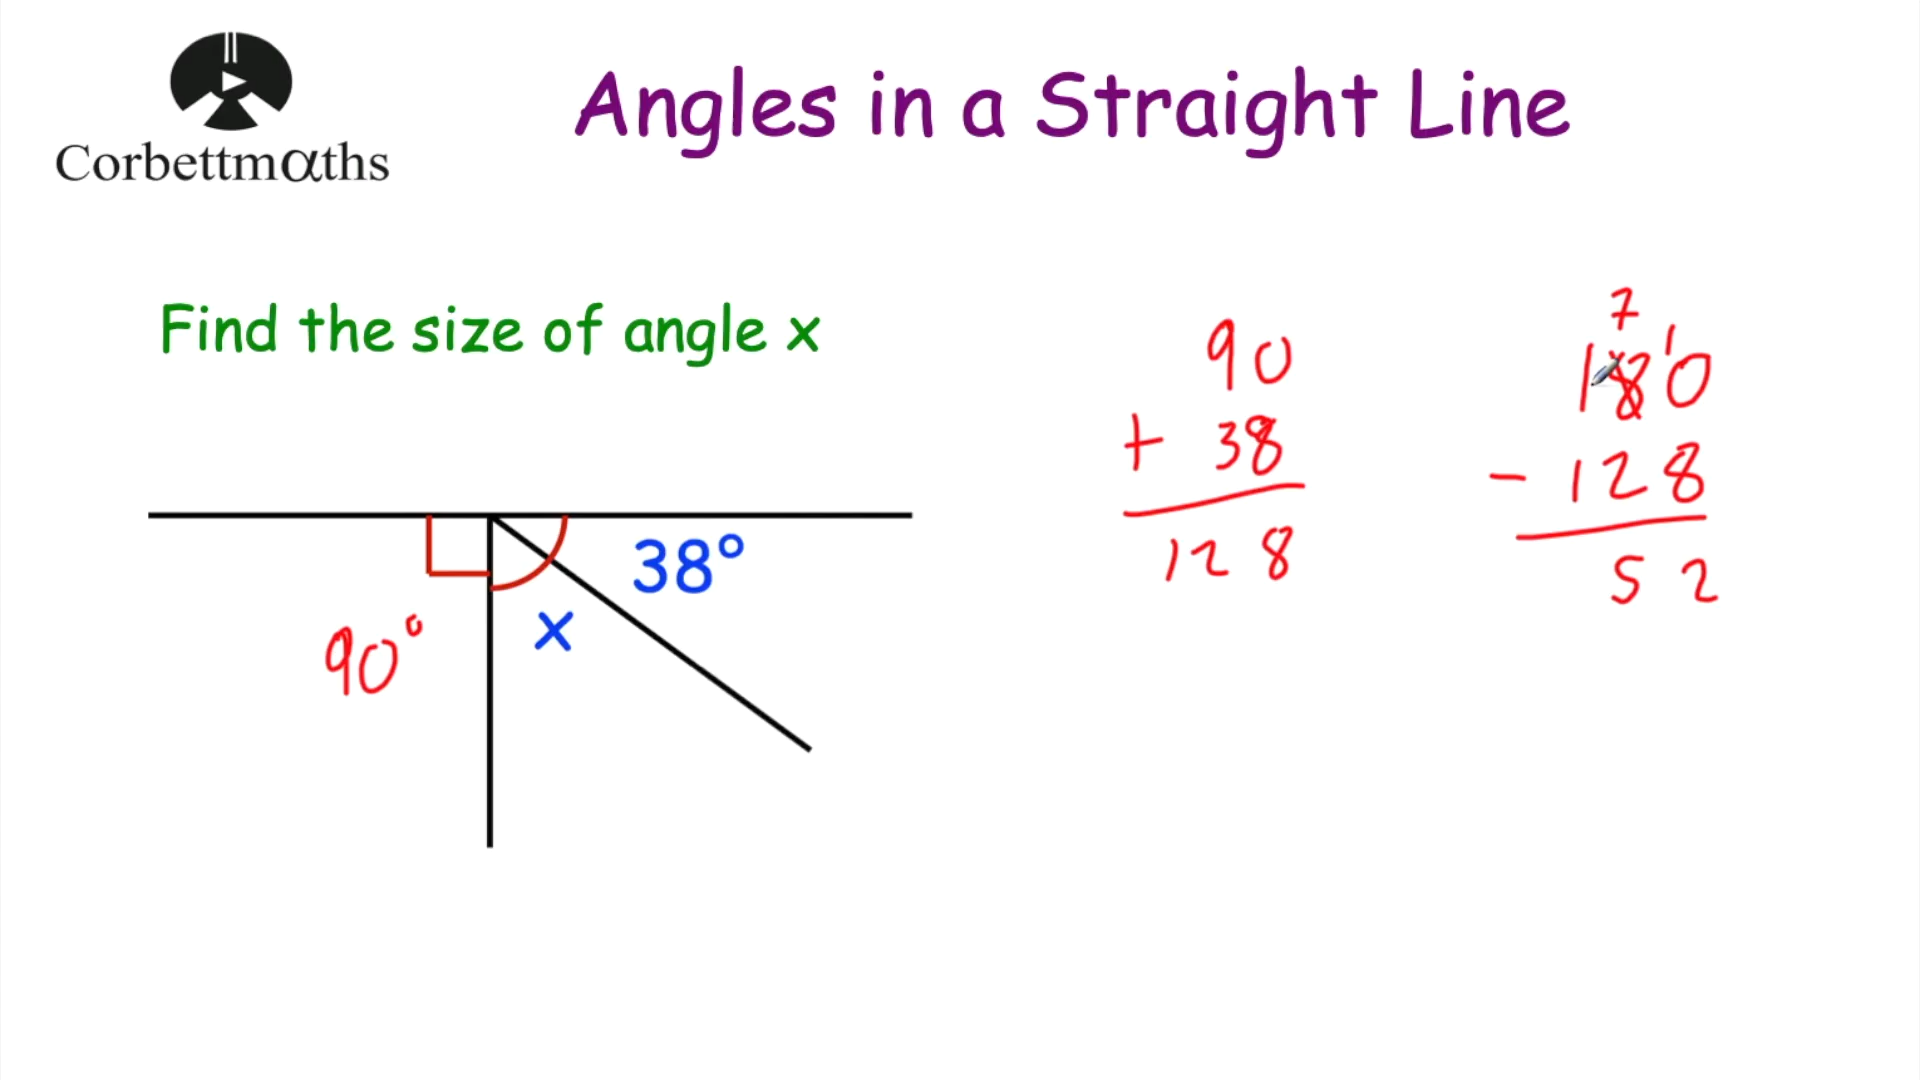 Corbettmαths
Angles in a Straight Line
Find the size of angle x
38°
x
90°
90
+ 38
128
7
1
180
- 128
52